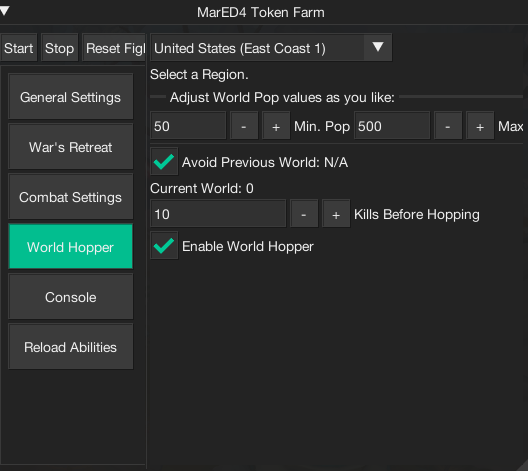 MarED4 Token Farm
Start
Stop
Reset Figl
United States (East Coast 1)
Select a Region.
Adjust World Pop values as you like:
50 - + Min. Pop 500 - + Max
Avoid Previous World: N/A
Current World: 0
10 - + Kills Before Hopping
Enable World Hopper
General Settings
War's Retreat
Combat Settings
World Hopper
Console
Reload Abilities